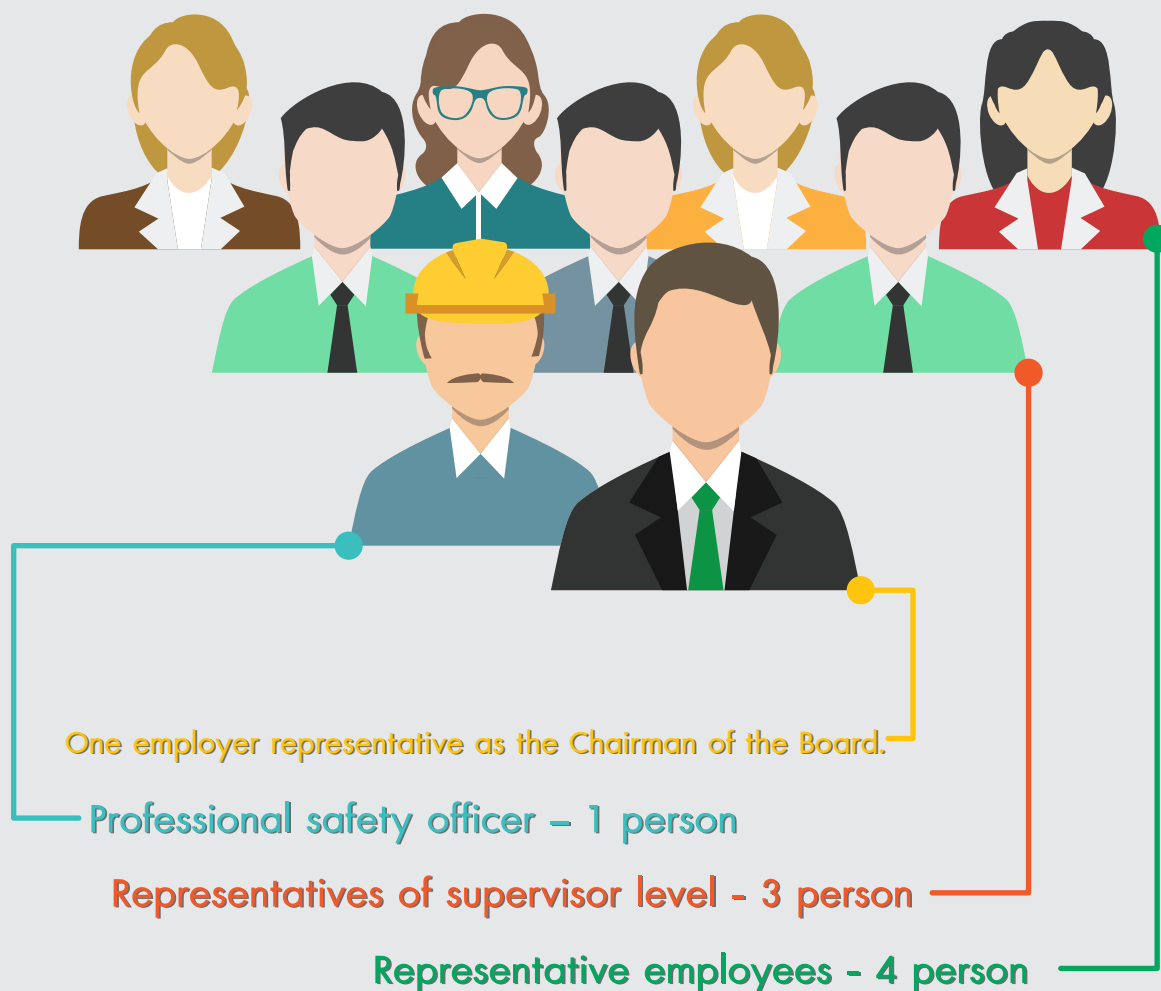 One employer representative as the Chairman of the Board.
Professional safety officer – 1 person
Representatives of supervisor level - 3 person
Representative employees - 4 person